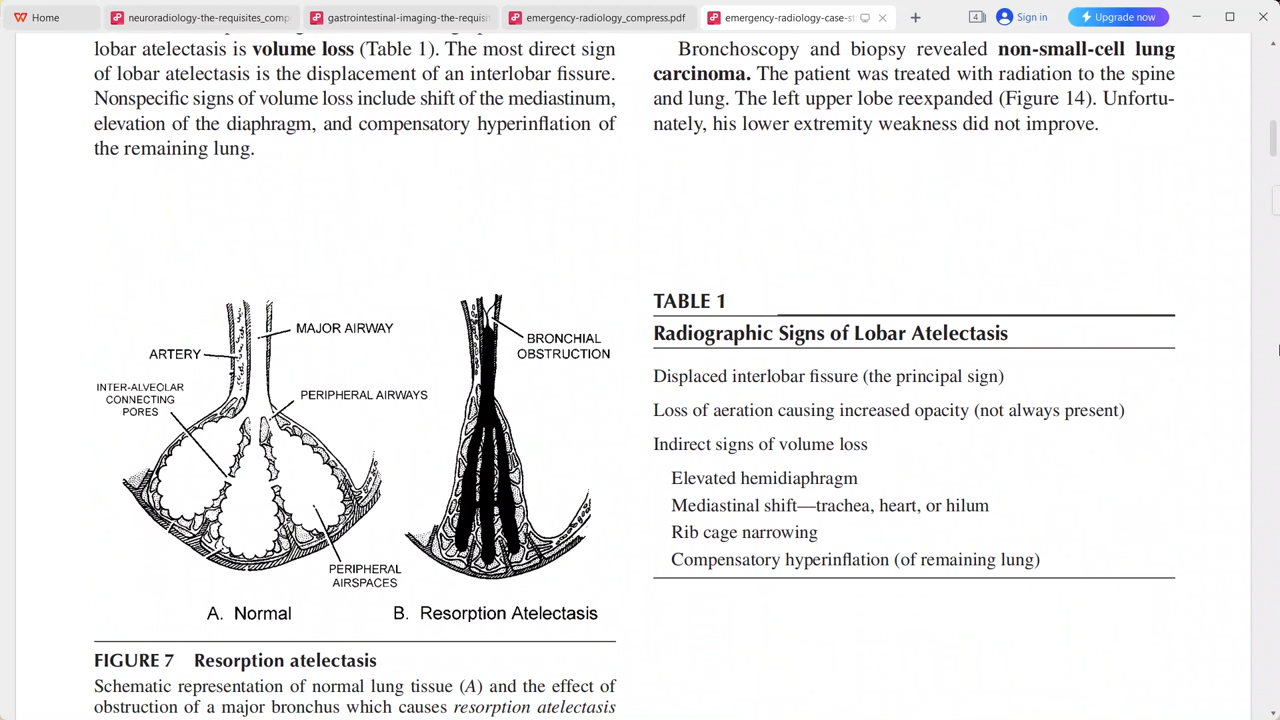 Home
neuroradiology-the-requisites_comp
gastrointestinal-imaging-the-requisit
emergency-radiology_compress.pdf
emergency-radiology-case-st
4
Sign in
Upgrade now
lobar atelectasis is volume loss (Table 1). The most direct sign
of lobar atelectasis is the displacement of an interlobar fissure.
Nonspecific signs of volume loss include shift of the mediastinum,
elevation of the diaphragm, and compensatory hyperinflation of
the remaining lung.
MAJOR AIRWAY
ARTERY
INTER-ALVEOLAR
CONNECTING
PORES
PERIPHERAL AIRWAYS
PERIPHERAL
AIRSPACES
BRONCHIAL
OBSTRUCTION
A. Normal
B. Resorption Atelectasis
FIGURE 7 Resorption atelectasis
Schematic representation of normal lung tissue (A) and the effect of
obstruction of a major bronchus which causes resorption atelectasis
Bronchoscopy and biopsy revealed non-small-cell lung
carcinoma. The patient was treated with radiation to the spine
and lung. The left upper lobe reexpanded (Figure 14). Unfortu-
nately, his lower extremity weakness did not improve.
TABLE 1
Radiographic Signs of Lobar Atelectasis
Displaced interlobar fissure (the principal sign)
Loss of aeration causing increased opacity (not always present)
Indirect signs of volume loss
Elevated hemidiaphragm
Mediastinal shift—trachea, heart, or hilum
Rib cage narrowing
Compensatory hyperinflation (of remaining lung)